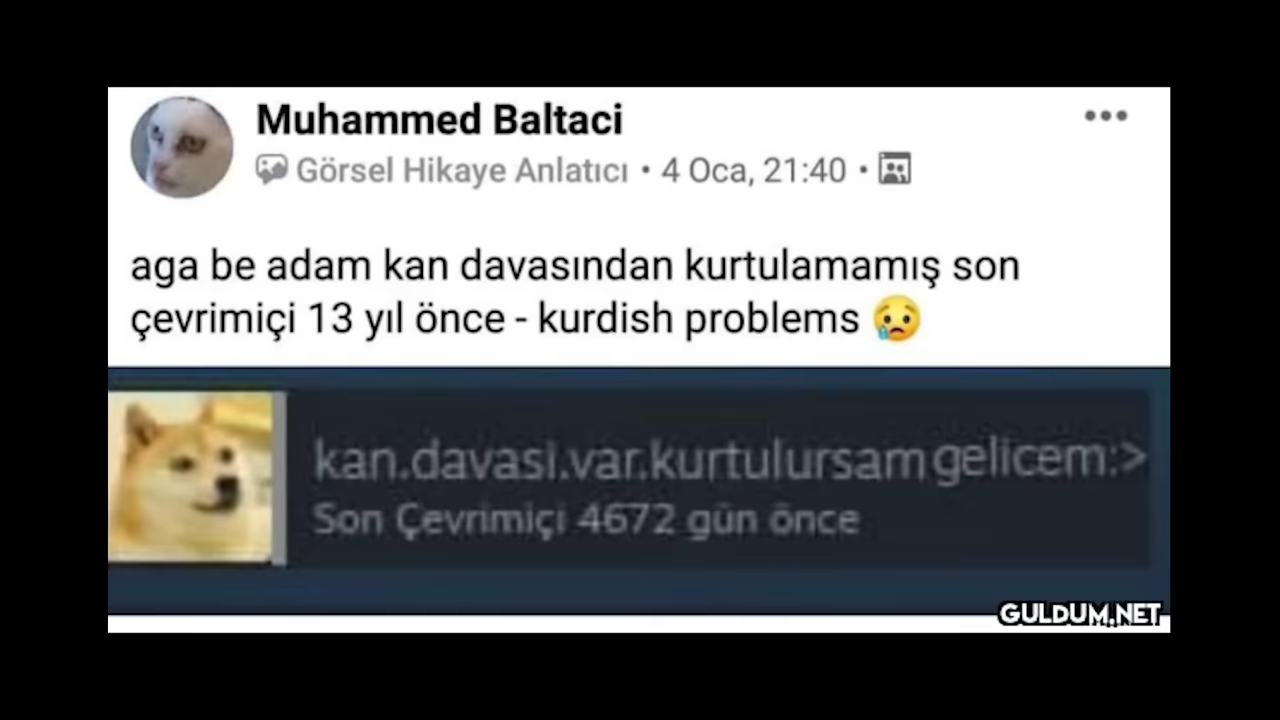 Muhammed Baltaci
Görsel Hikaye Anlatıcı • 4 Oca, 21:40 •
aga be adam kan davasından kurtulamamış son
çevrimiçi 13 yıl önce - kurdish problems 😢
kan.davasi.var.kurtulursam gelicem:>
Son Çevrimiçi 4672 gün önce
GULDUM.NET